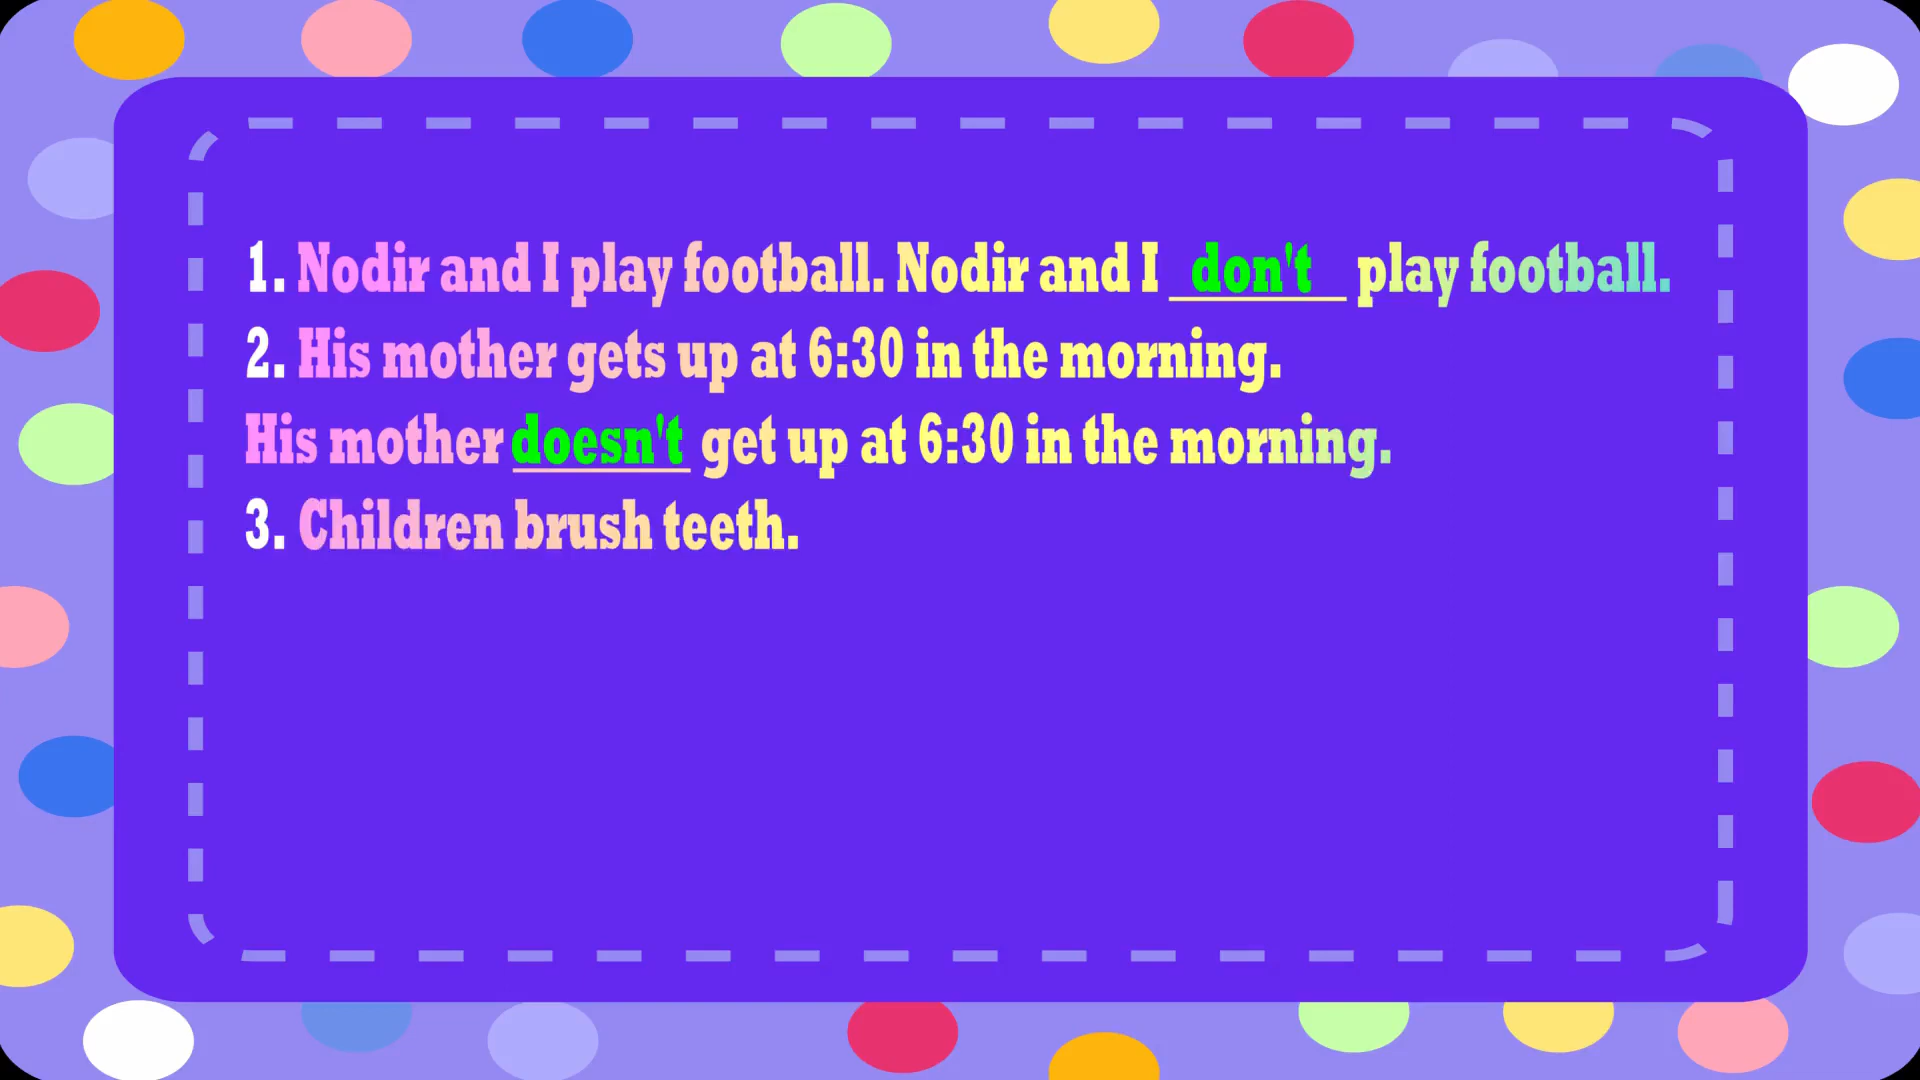 1. Nodir and I play football. Nodir and I don't play football.
2. His mother gets up at 6:30 in the morning.
His mother doesn't get up at 6:30 in the morning.
3. Children brush teeth.